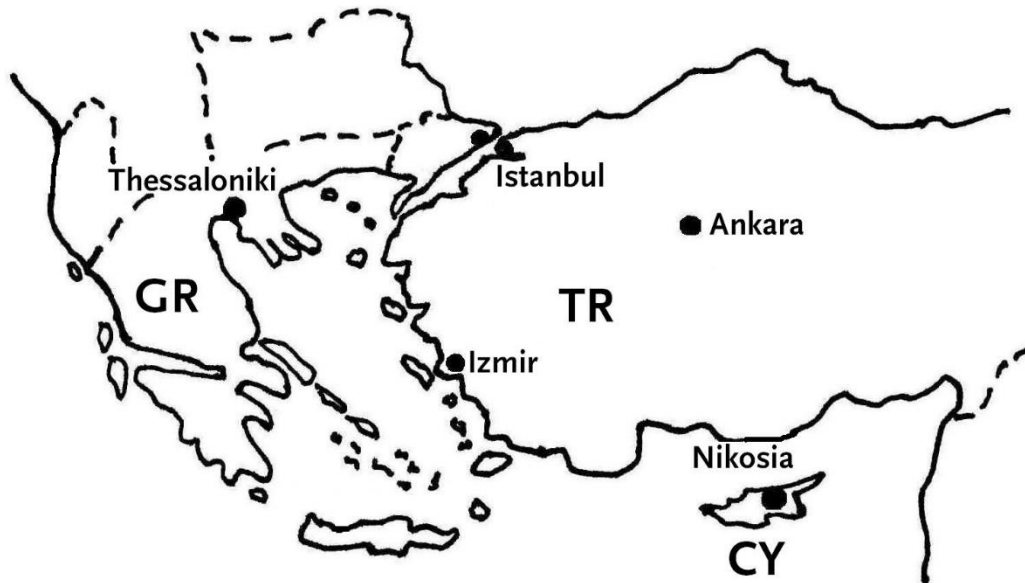 Thessaloniki
Istanbul
Ankara
GR
TR
Izmir
Nikosia
CY